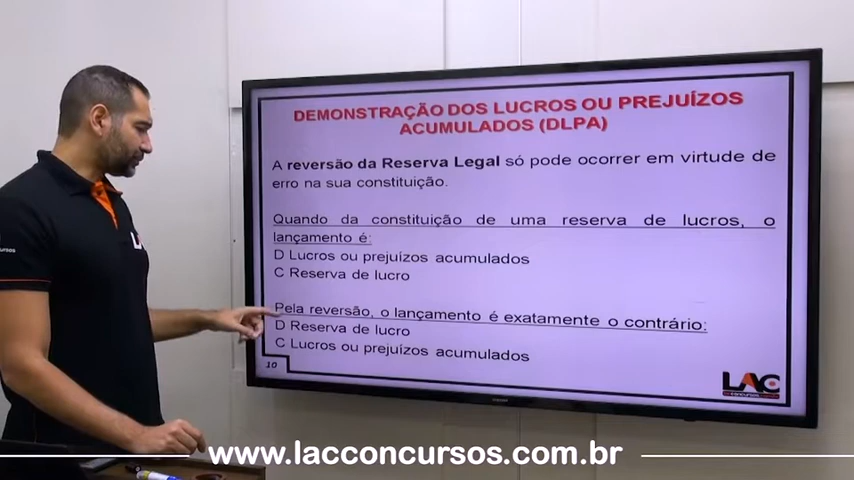 DEMONSTRAÇÃO DOS LUCROS OU PREJUÍZOS
ACUMULADOS (DLPA)
A reversão da Reserva Legal só pode ocorrer em virtude de
erro na sua constituição.
Quando da constituição de uma reserva de lucros, o
lançamento é:
D Lucros ou prejuízos acumulados
C Reserva de lucro
Pela reversão, o lançamento é exatamente o contrário:
D Reserva de lucro
C Lucros ou prejuízos acumulados
10
LAC
www.lacconcursos.com.br